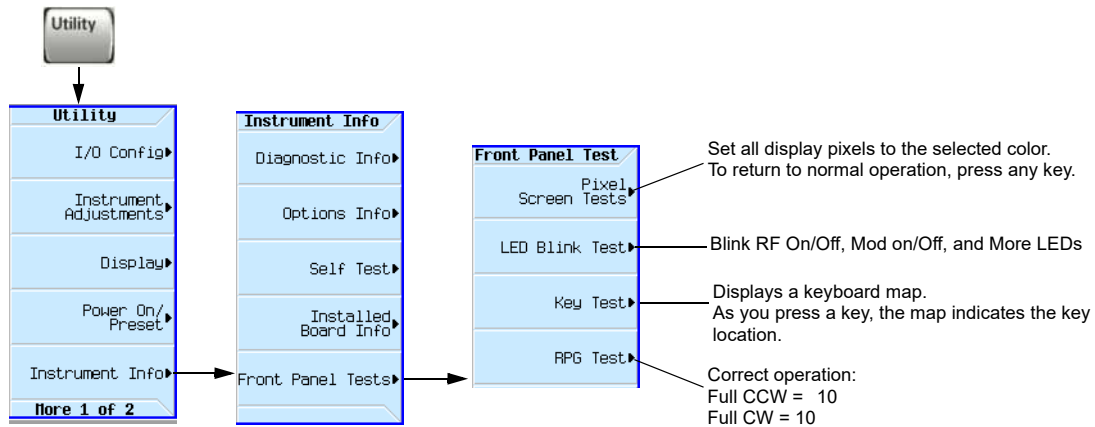 Utility
Utility
I/O Config
Instrument
Adjustments
Display
Power On/
Preset
Instrument Info
More 1 of 2
Instrument Info
Diagnostic Info
Options Info
Self Test
Installed
Board Info
Front Panel Tests
Front Panel Test
Pixel
Screen Tests
LED Blink Test
Key Test
RPG Test
Set all display pixels to the selected color.
To return to normal operation, press any key.
Blink RF On/Off, Mod on/Off, and More LEDs
Displays a keyboard map.
As you press a key, the map indicates the key
location.
Correct operation:
Full CCW = 10
Full CW = 10